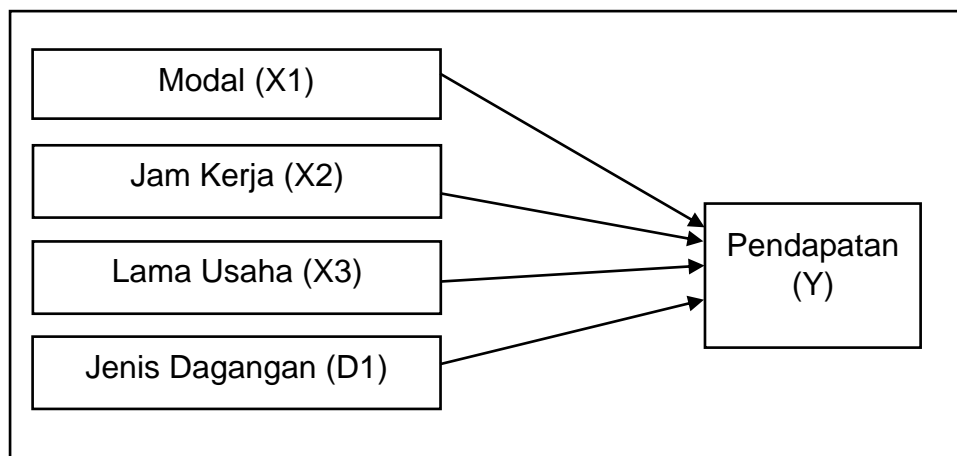 Modal (X1)
Jam Kerja (X2)
Lama Usaha (X3)
Jenis Dagangan (D1)
Pendapatan
(Y)